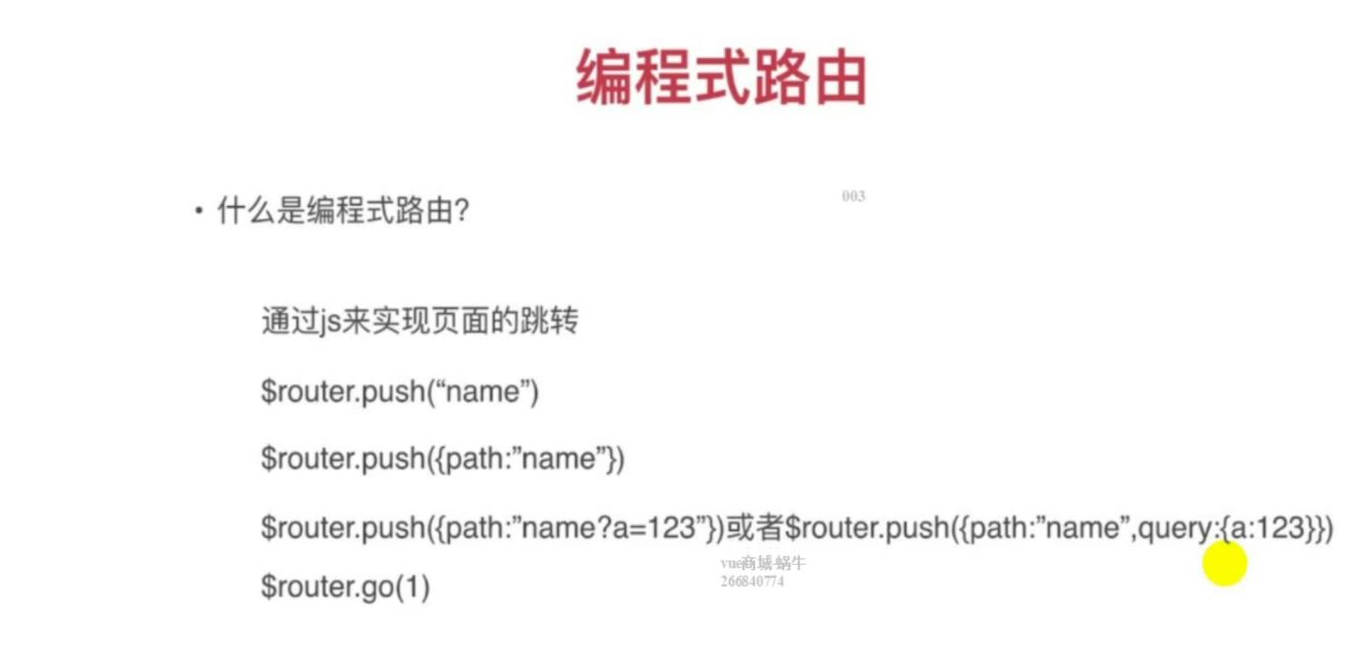 编程式路由
003
• 什么是编程式路由?
通过js来实现页面的跳转
$router.push(“name”)
$router.push({path:”name”})
$router.push({path:”name?a=123”})或者$router.push({path:”name”,query:{a:123}})
vue商城 蜗牛
266840774
$router.go(1)